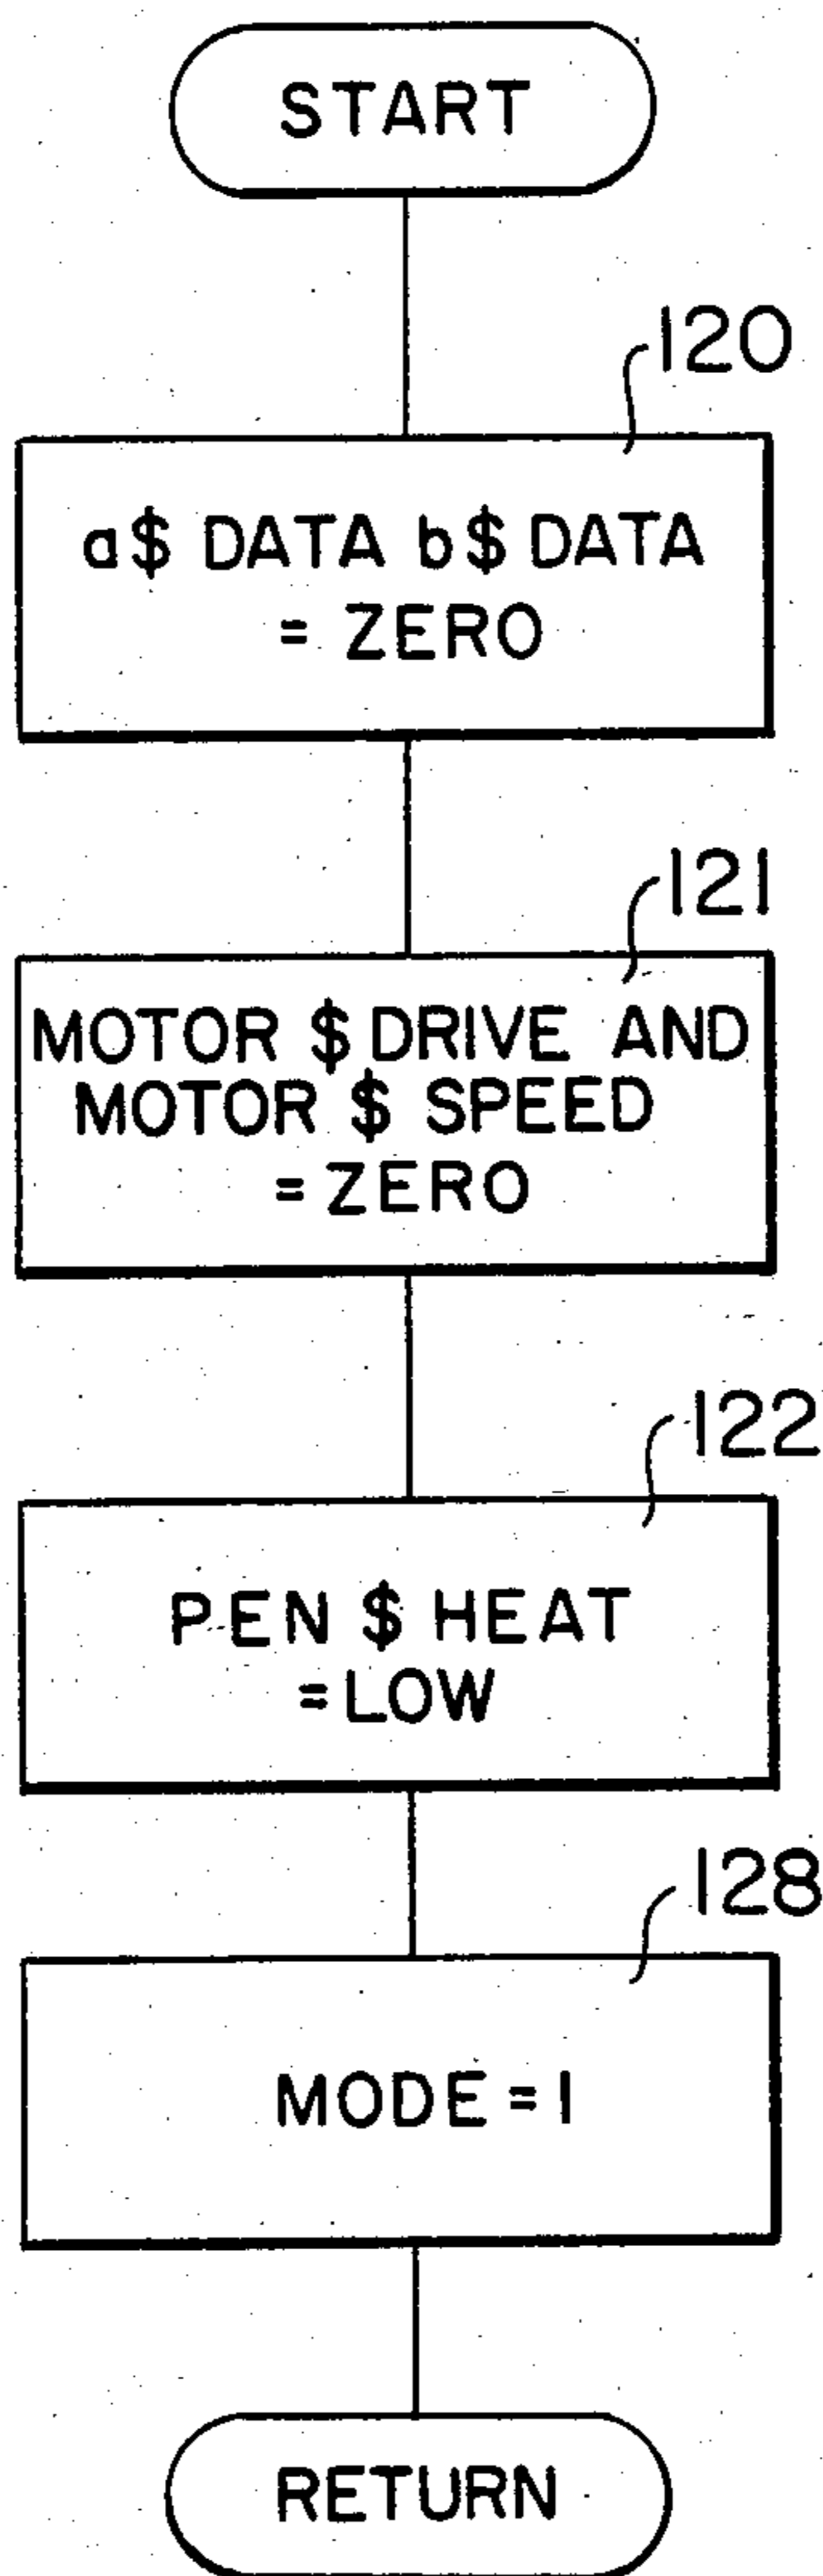 START
120
a$ DATA b$ DATA
= ZERO
121
MOTOR $ DRIVE AND
MOTOR $ SPEED
= ZERO
122
PEN $ HEAT
= LOW
128
MODE = 1
RETURN